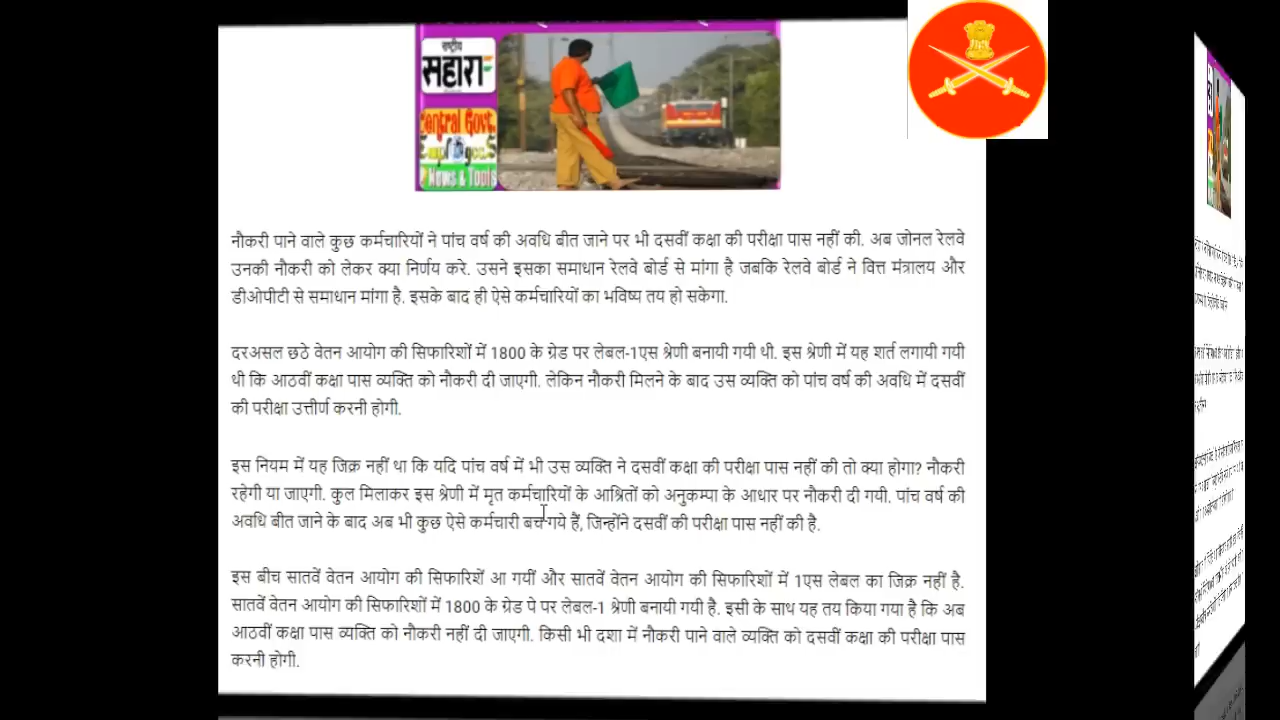 राष्ट्रीय
सहारा
Central Govt.
News & Tools
नौकरी पाने वाले कुछ कर्मचारियों ने पांच वर्ष की अवधि बीत जाने पर भी दसवीं कक्षा की परीक्षा पास नहीं की. अब जोनल रेलवे
उनकी नौकरी को लेकर क्या निर्णय करे. उसने इसका समाधान रेलवे बोर्ड से मांगा है जबकि रेलवे बोर्ड ने वित्त मंत्रालय और
डीओपीटी से समाधान मांगा है. इसके बाद ही ऐसे कर्मचारियों का भविष्य तय हो सकेगा.
दरअसल छठे वेतन आयोग की सिफारिशों में 1800 के ग्रेड पर लेबल-1एस श्रेणी बनायी गयी थी. इस श्रेणी में यह शर्त लगायी गयी
थी कि आठवीं कक्षा पास व्यक्ति को नौकरी दी जाएगी. लेकिन नौकरी मिलने के बाद उस व्यक्ति को पांच वर्ष की अवधि में दसवीं
की परीक्षा उत्तीर्ण करनी होगी.
इस नियम में यह जिक्र नहीं था कि यदि पांच वर्ष में भी उस व्यक्ति ने दसवीं कक्षा की परीक्षा पास नहीं की तो क्या होगा? नौकरी
रहेगी या जाएगी. कुल मिलाकर इस श्रेणी में मृत कर्मचारियों के आश्रितों को अनुकम्पा के आधार पर नौकरी दी गयी. पांच वर्ष की
अवधि बीत जाने के बाद अब भी कुछ ऐसे कर्मचारी बच गये हैं, जिन्होंने दसवीं की परीक्षा पास नहीं की है.
इस बीच सातवें वेतन आयोग की सिफारिशें आ गयीं और सातवें वेतन आयोग की सिफारिशों में 1एस लेबल का जिक्र नहीं है.
सातवें वेतन आयोग की सिफारिशों में 1800 के ग्रेड पे पर लेबल-1 श्रेणी बनायी गयी है. इसी के साथ यह तय किया गया है कि अब
आठवीं कक्षा पास व्यक्ति को नौकरी नहीं दी जाएगी. किसी भी दशा में नौकरी पाने वाले व्यक्ति को दसवीं कक्षा की परीक्षा पास
करनी होगी.